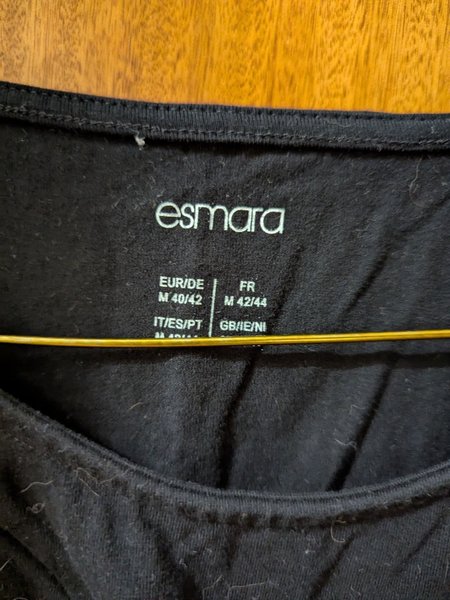 esmara
EUR/DE FR
M 40/42 M 42/44
IT/ES/PT GB/IE/NI